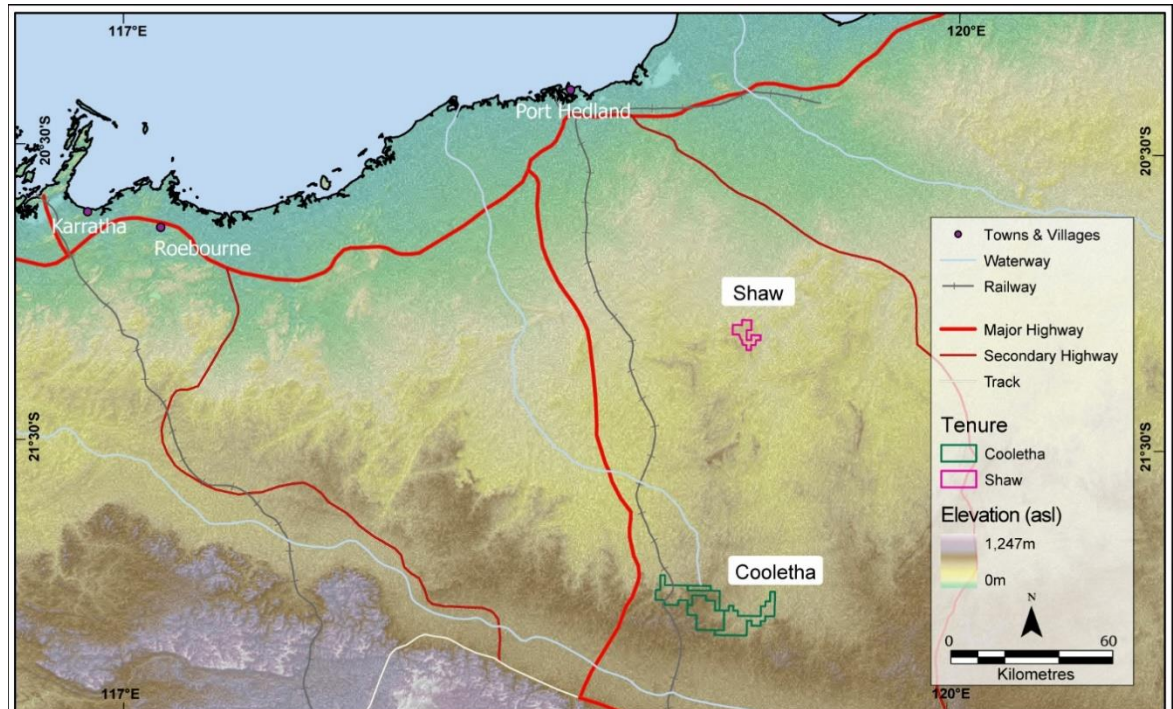 117°E
120°E
Port Hedland
20°30'S
20°30'S
Karratha
Roebourne
Shaw
21°30'S
21°30'S
Cooletha
117°E
120°E
Towns & Villages
Waterway
Railway
Major Highway
Secondary Highway
Track
Tenure
Cooletha
Shaw
Elevation (asl)
1,247m
0m
N
0 60
Kilometres